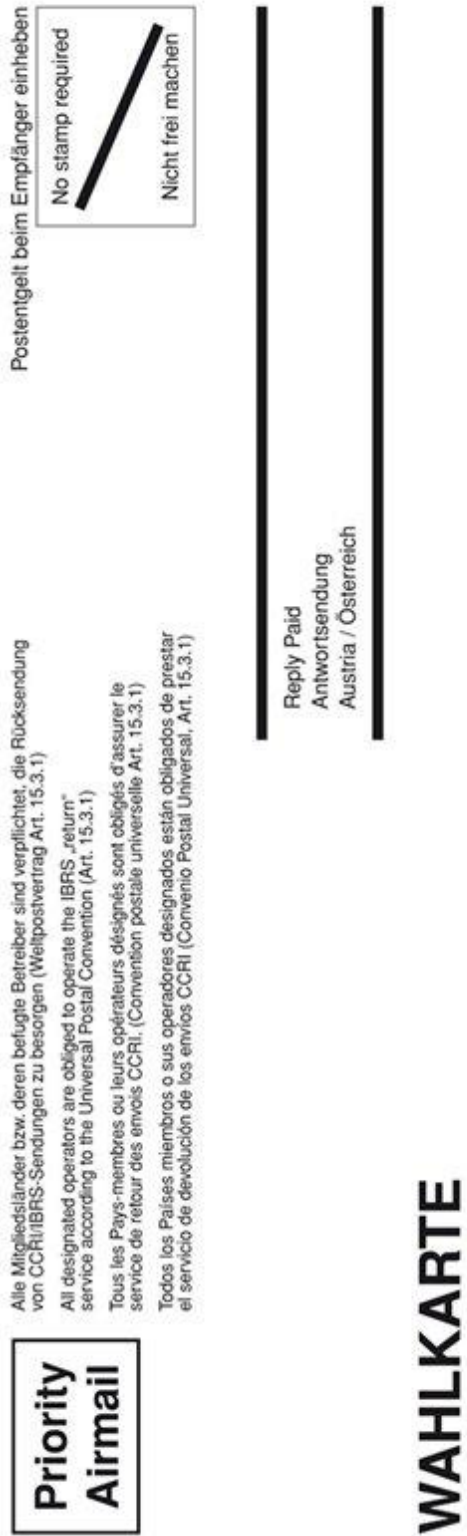 Priority
Airmail
Alle Mitgliedsländer bzw. deren befugte Betreiber sind verpflichtet, die Rücksendung
von CCRI/IBRS-Sendungen zu besorgen (Weltpostvertrag Art. 15.3.1)
All designated operators are obliged to operate the IBRS „return“
service according to the Universal Postal Convention (Art. 15.3.1)
Tous les Pays-membres ou leurs opérateurs désignés sont obligés d'assurer le
service de retour des envois CCRI. (Convention postale universelle Art. 15.3.1)
Todos los Países miembros o sus operadores designados están obligados de prestar
el servicio de devolución de los envíos CCRI (Convenio Postal Universal, Art. 15.3.1)
Postentgelt beim Empfänger einheben
No stamp required
Nicht frei machen
Reply Paid
Antwortsendung
Austria / Österreich
WAHLKARTE